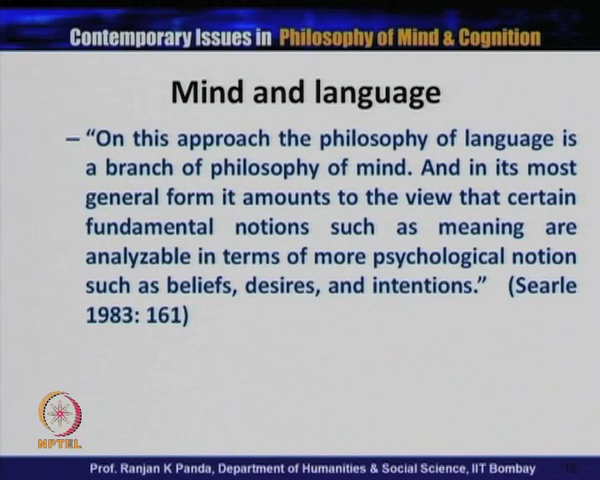 Contemporary Issues in Philosophy of Mind & Cognition
Mind and language
– “On this approach the philosophy of language is
a branch of philosophy of mind. And in its most
general form it amounts to the view that certain
fundamental notions such as meaning are
analyzable in terms of more psychological notion
such as beliefs, desires, and intentions.” (Searle
1983: 161)
NPTEL
Prof. Ranjan K Panda, Department of Humanities & Social Science, IIT Bombay